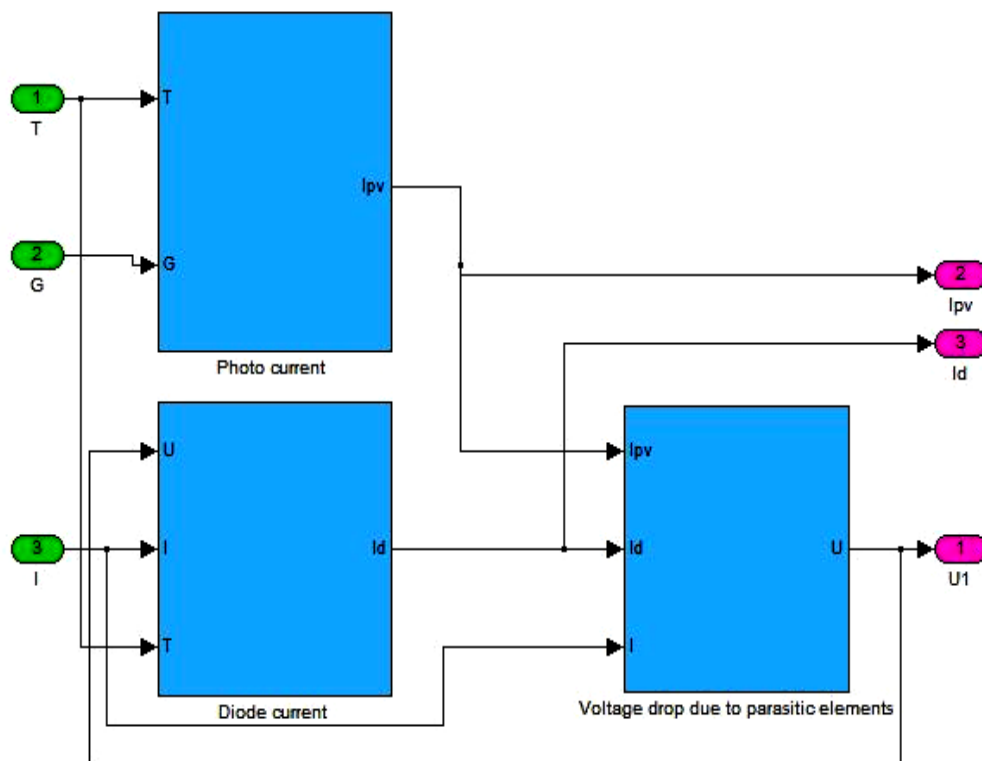 1
T
T
Ipv
2
G
G
2
Ipv
Photo current
3
Id
U
Ipv
3
I
I
Id
Id
U
1
U1
T
I
Diode current
Voltage drop due to parasitic elements